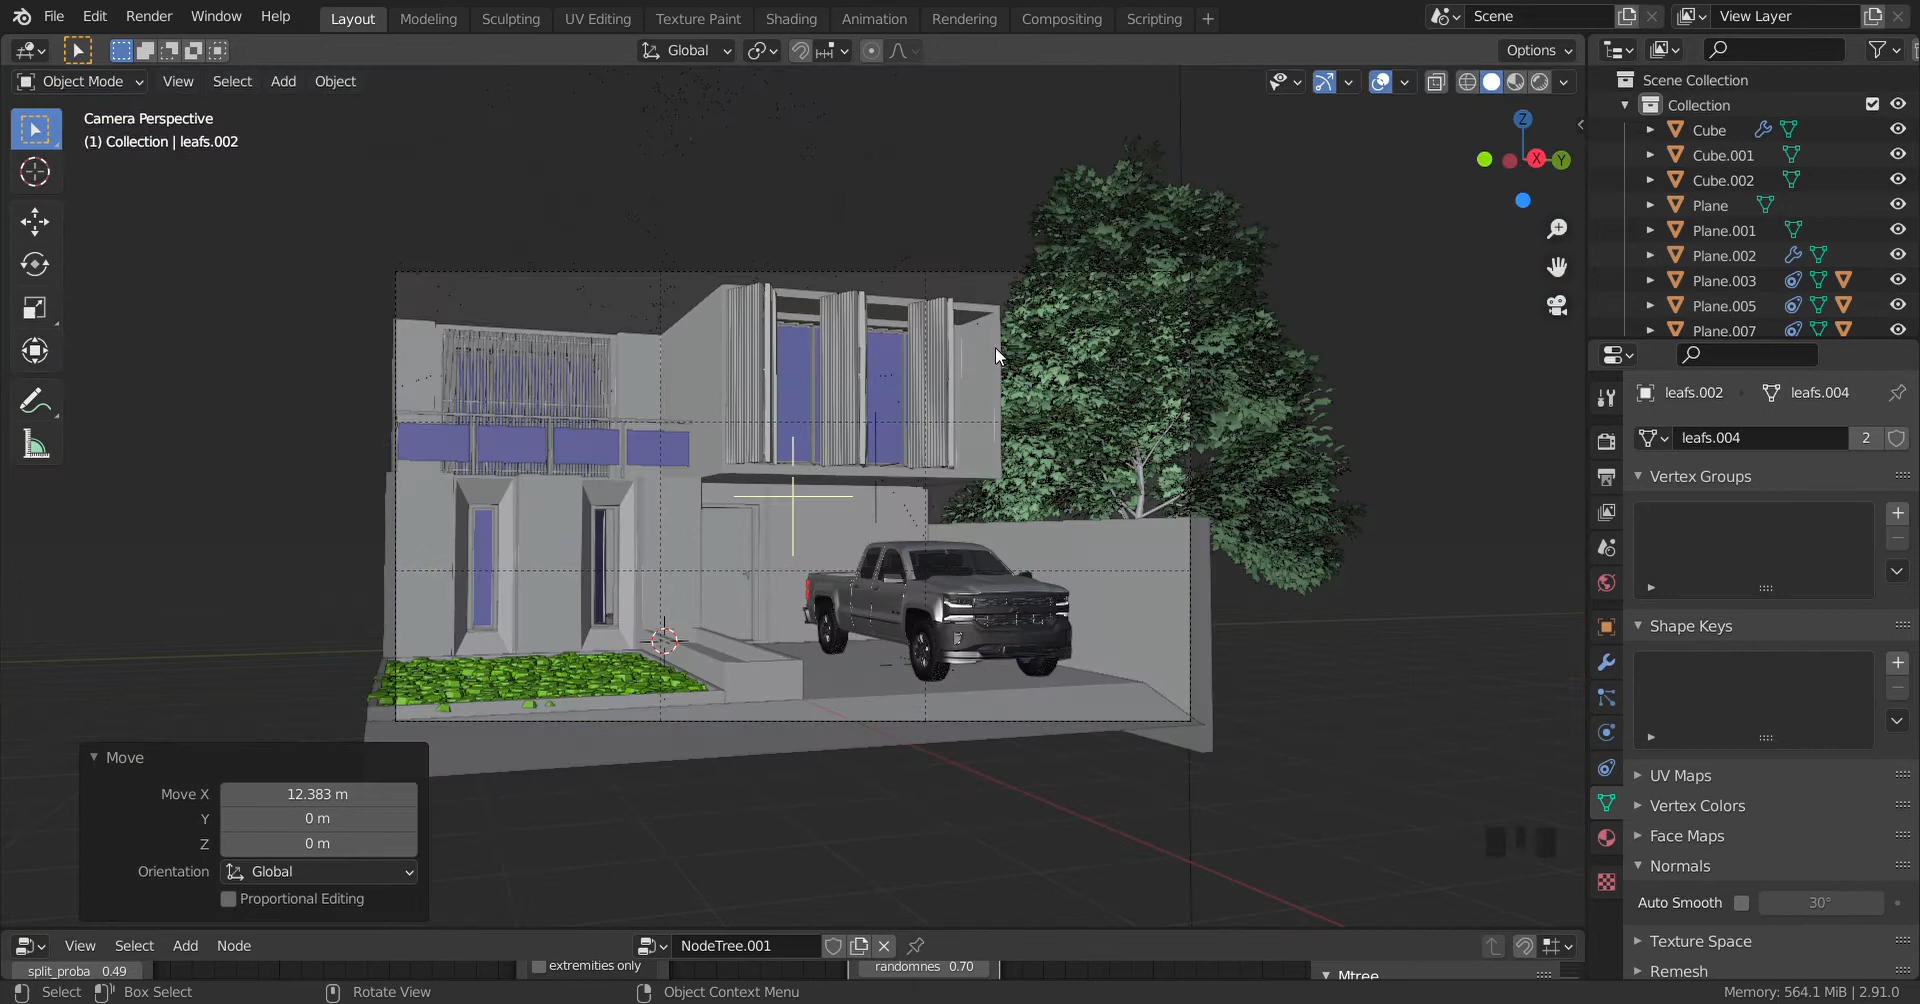 File Edit Render Window Help Layout Modeling Sculpting UV Editing Texture Paint Shading Animation Rendering Compositing Scripting + Scene View Layer
Global Options
Object Mode View Select Add Object
Camera Perspective
(1) Collection | leafs.002
Z
X Y
Scene Collection
Collection
Cube
Cube.001
Cube.002
Plane
Plane.001
Plane.002
Plane.003
Plane.005
Plane.007
leafs.002 leafs.004
leafs.004 2
Vertex Groups
Shape Keys
UV Maps
Vertex Colors
Face Maps
Normals
Auto Smooth 30°
Texture Space
Remesh
Move
Move X 12.383 m
Y 0 m
Z 0 m
Orientation Global
Proportional Editing
View Select Add Node NodeTree.001
split_proba 0.49 extremities only randomnes 0.70 Mtree
Select Box Select Rotate View Object Context Menu Memory: 564.1 MiB | 2.91.0